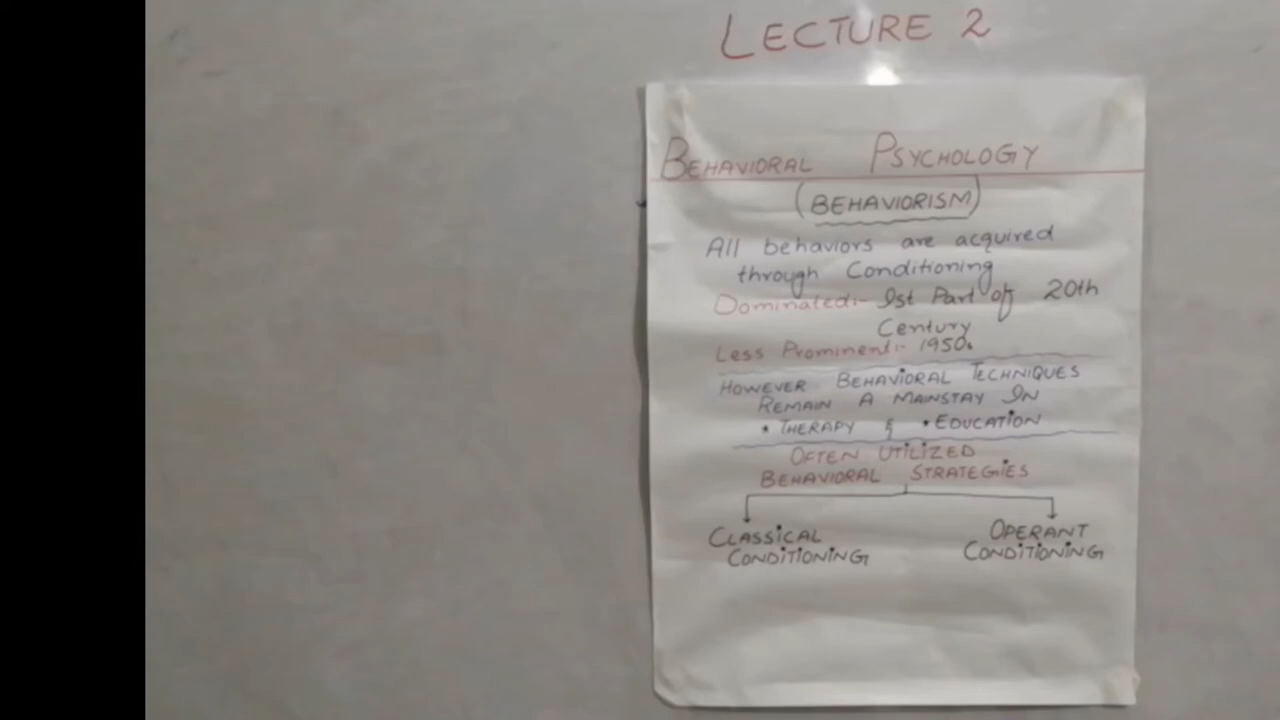 LECTURE 2
BEHAVIORAL PSYCHOLOGY
(BEHAVIORISM)
All behaviors are acquired
through Conditioning
Dominated:- Ist Part of 20th
Century
Less Prominent:- 1950s
HOWEVER BEHAVIORAL TECHNIQUES
REMAIN A MAINSTAY IN
* THERAPY & * EDUCATION
OFTEN UTILIZED
BEHAVIORAL STRATEGIES
CLASSICAL CONDITIONING
OPERANT CONDITIONING